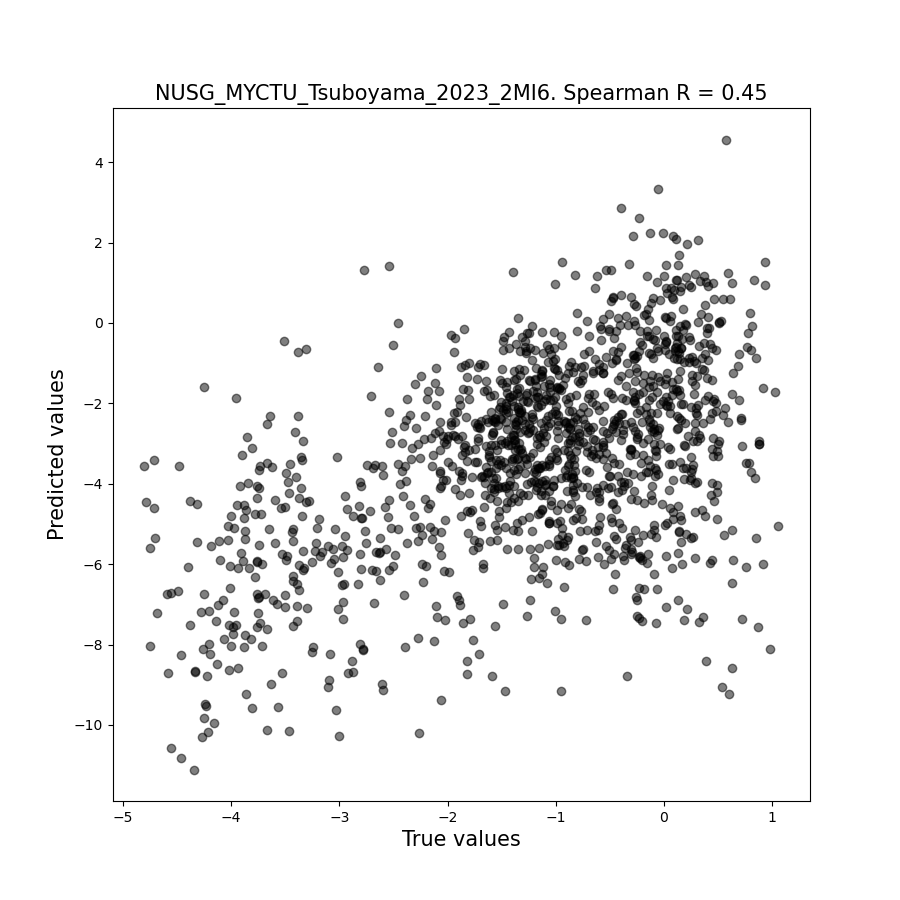 NUSG_MYCTU_Tsuboyama_2023_2MI6. Spearman R = 0.45
4
2
0
−2
−4
−6
−8
−10
Predicted values
−5 −4 −3 −2 −1 0 1
True values